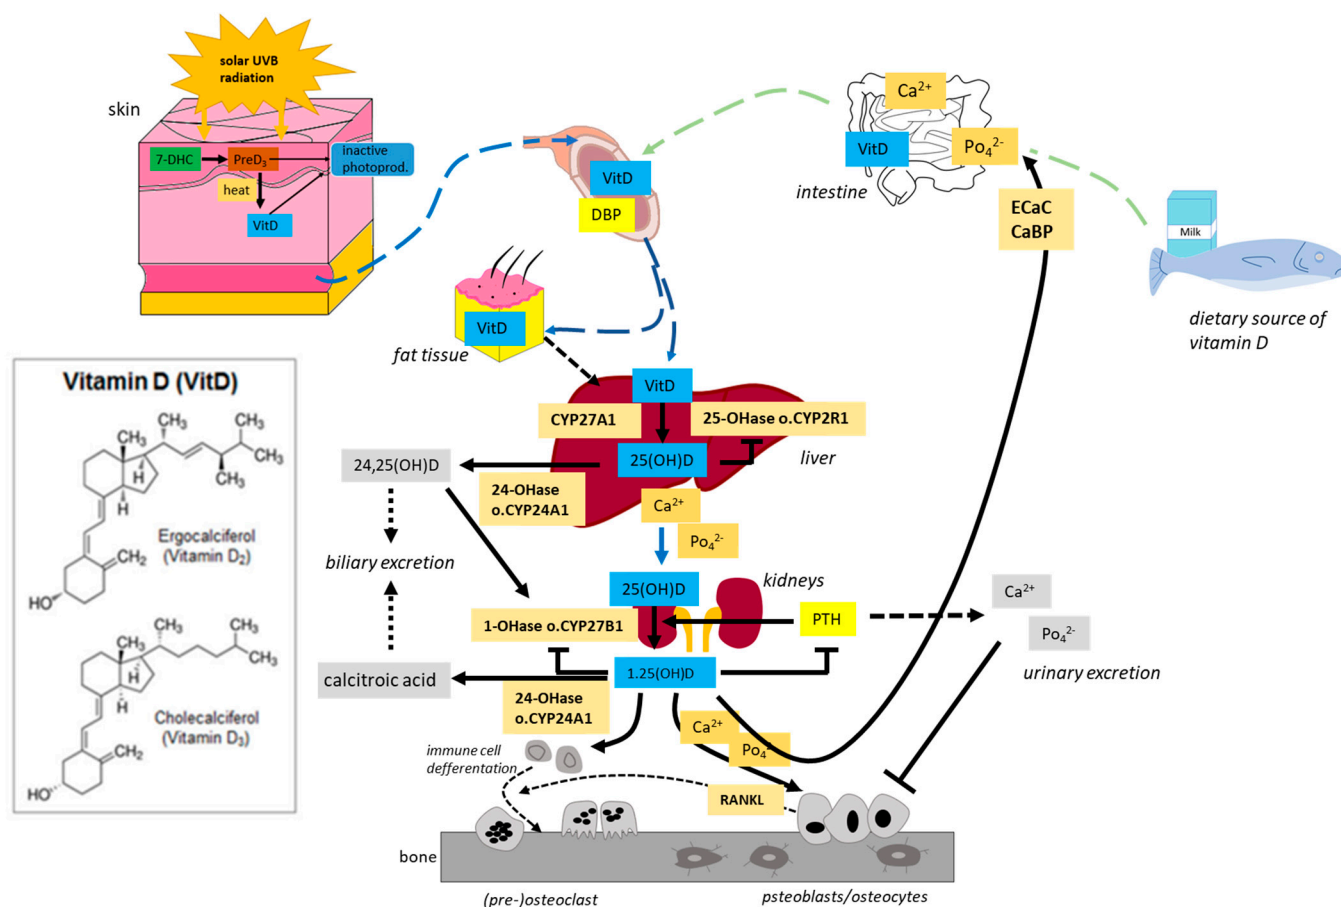 solar UVB
radiation
skin
7-DHC
PreD₃
inactive
photoprod.
heat
VitD
VitD
DBP
Ca²⁺
VitD
Po₄²⁻
intestine
ECaC
CaBP
Milk
dietary source of
vitamin D
VitD
fat tissue
VitD
CYP27A1
25-OHase o.CYP2R1
25(OH)D
liver
24,25(OH)D
24-OHase
o.CYP24A1
Ca²⁺
Po₄²⁻
biliary excretion
25(OH)D
kidneys
1-OHase o.CYP27B1
PTH
Ca²⁺
Po₄²⁻
urinary excretion
1.25(OH)D
calcitroic acid
24-OHase
o.CYP24A1
Ca²⁺
Po₄²⁻
immune cell
defferentation
RANKL
bone
(pre-)osteoclast
psteoblasts/osteocytes
Vitamin D (VitD)
CH₃
H₃C
CH₃
CH₃
CH₃
H
H
CH₂
HO
Ergocalciferol
(Vitamin D₂)
CH₃
H₃C
CH₃
CH₃
H
H
CH₂
HO
Cholecalciferol
(Vitamin D₃)